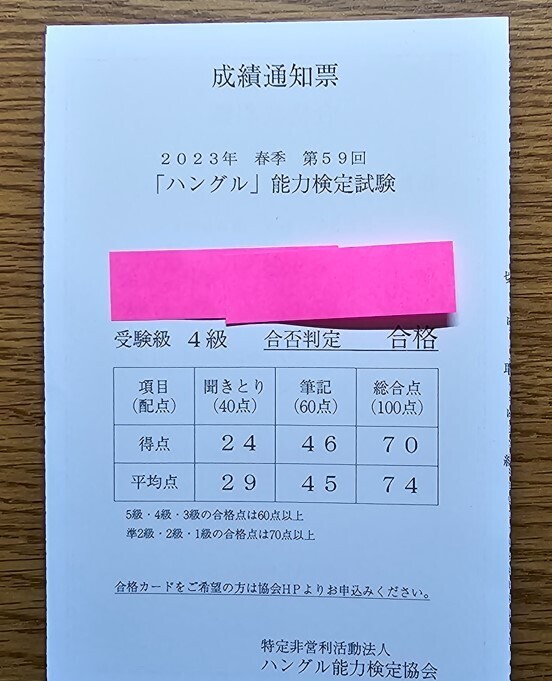 成績通知票
２０２３年　春季　第５９回
「ハングル」能力検定試験
受験級　４級　合否判定　合格
項目（配点）　聞きとり（40点）　筆記（60点）　総合点（100点）
得点　２４　４６　７０
平均点　２９　４５　７４
5級・4級・3級の合格点は60点以上
準2級・2級・1級の合格点は70点以上
合格カードをご希望の方は協会ＨＰよりお申込みください。
特定非営利活動法人
ハングル能力検定協会